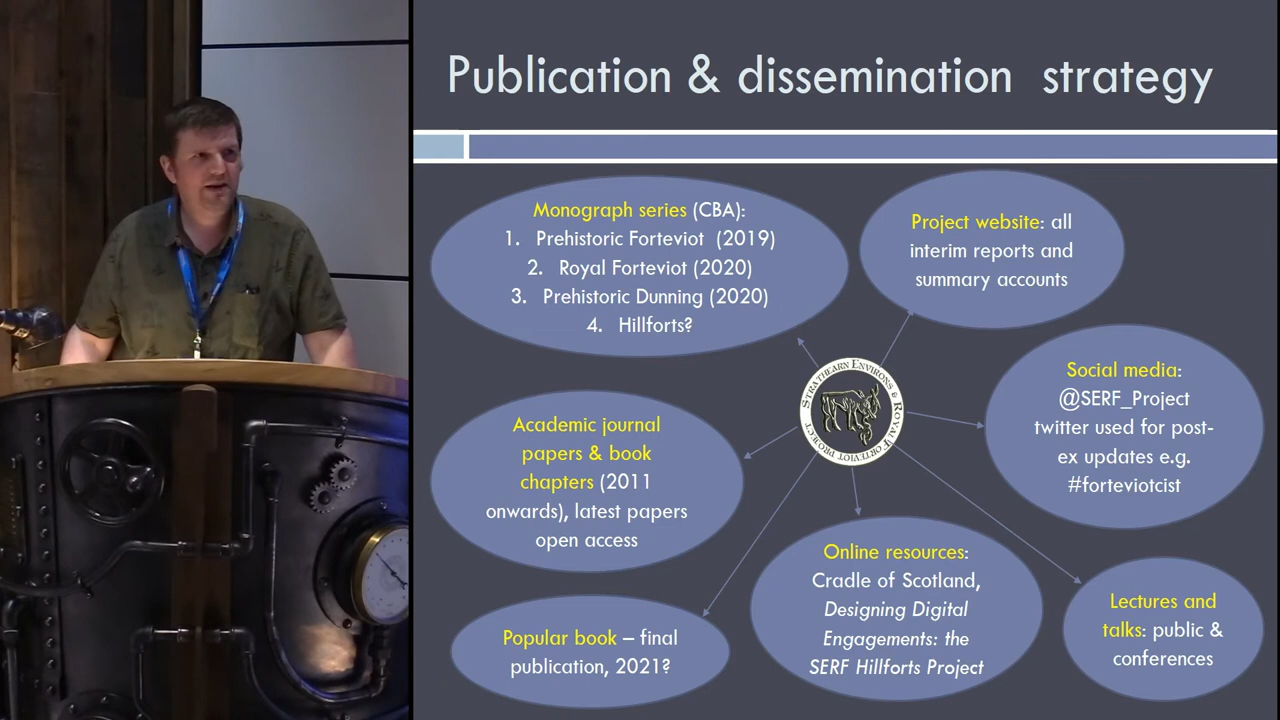 Publication & dissemination strategy
Monograph series (CBA):
1. Prehistoric Forteviot (2019)
2. Royal Forteviot (2020)
3. Prehistoric Dunning (2020)
4. Hillforts?
Project website: all
interim reports and
summary accounts
Social media:
@SERF_Project
twitter used for post-
ex updates e.g.
#forteviotcist
STRATHEARN ENVIRONS & ROYAL FORTEVIOT PROJECT
Academic journal
papers & book
chapters (2011
onwards), latest papers
open access
Online resources:
Cradle of Scotland,
Designing Digital
Engagements: the
SERF Hillforts Project
Lectures and
talks: public &
conferences
Popular book – final
publication, 2021?